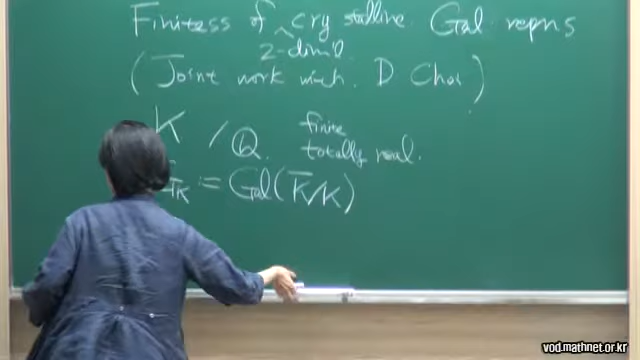 Finitess of crystalline Gal repns
2-dim'l
(Joint work with D Choi)
K / Q finite
totally real.
G_K := Gal(K̅/K)
vod.mathnet.or.kr